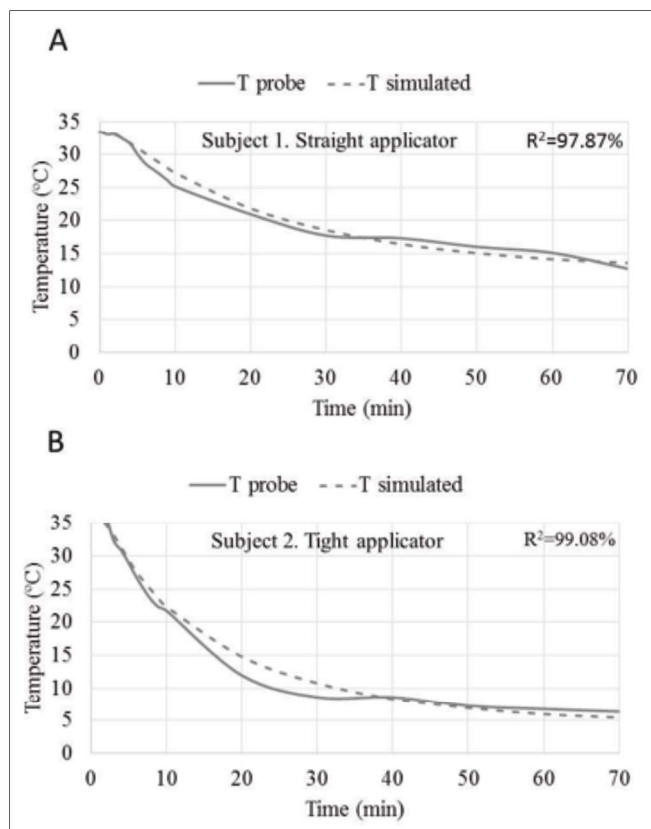 A
T probe T simulated
35
30
25
20
15
10
5
0
Subject 1. Straight applicator R²=97.87%
Temperature (°C)
0 10 20 30 40 50 60 70
Time (min)
B
T probe T simulated
35
30
25
20
15
10
5
0
Subject 2. Tight applicator R²=99.08%
Temperature (°C)
0 10 20 30 40 50 60 70
Time (min)